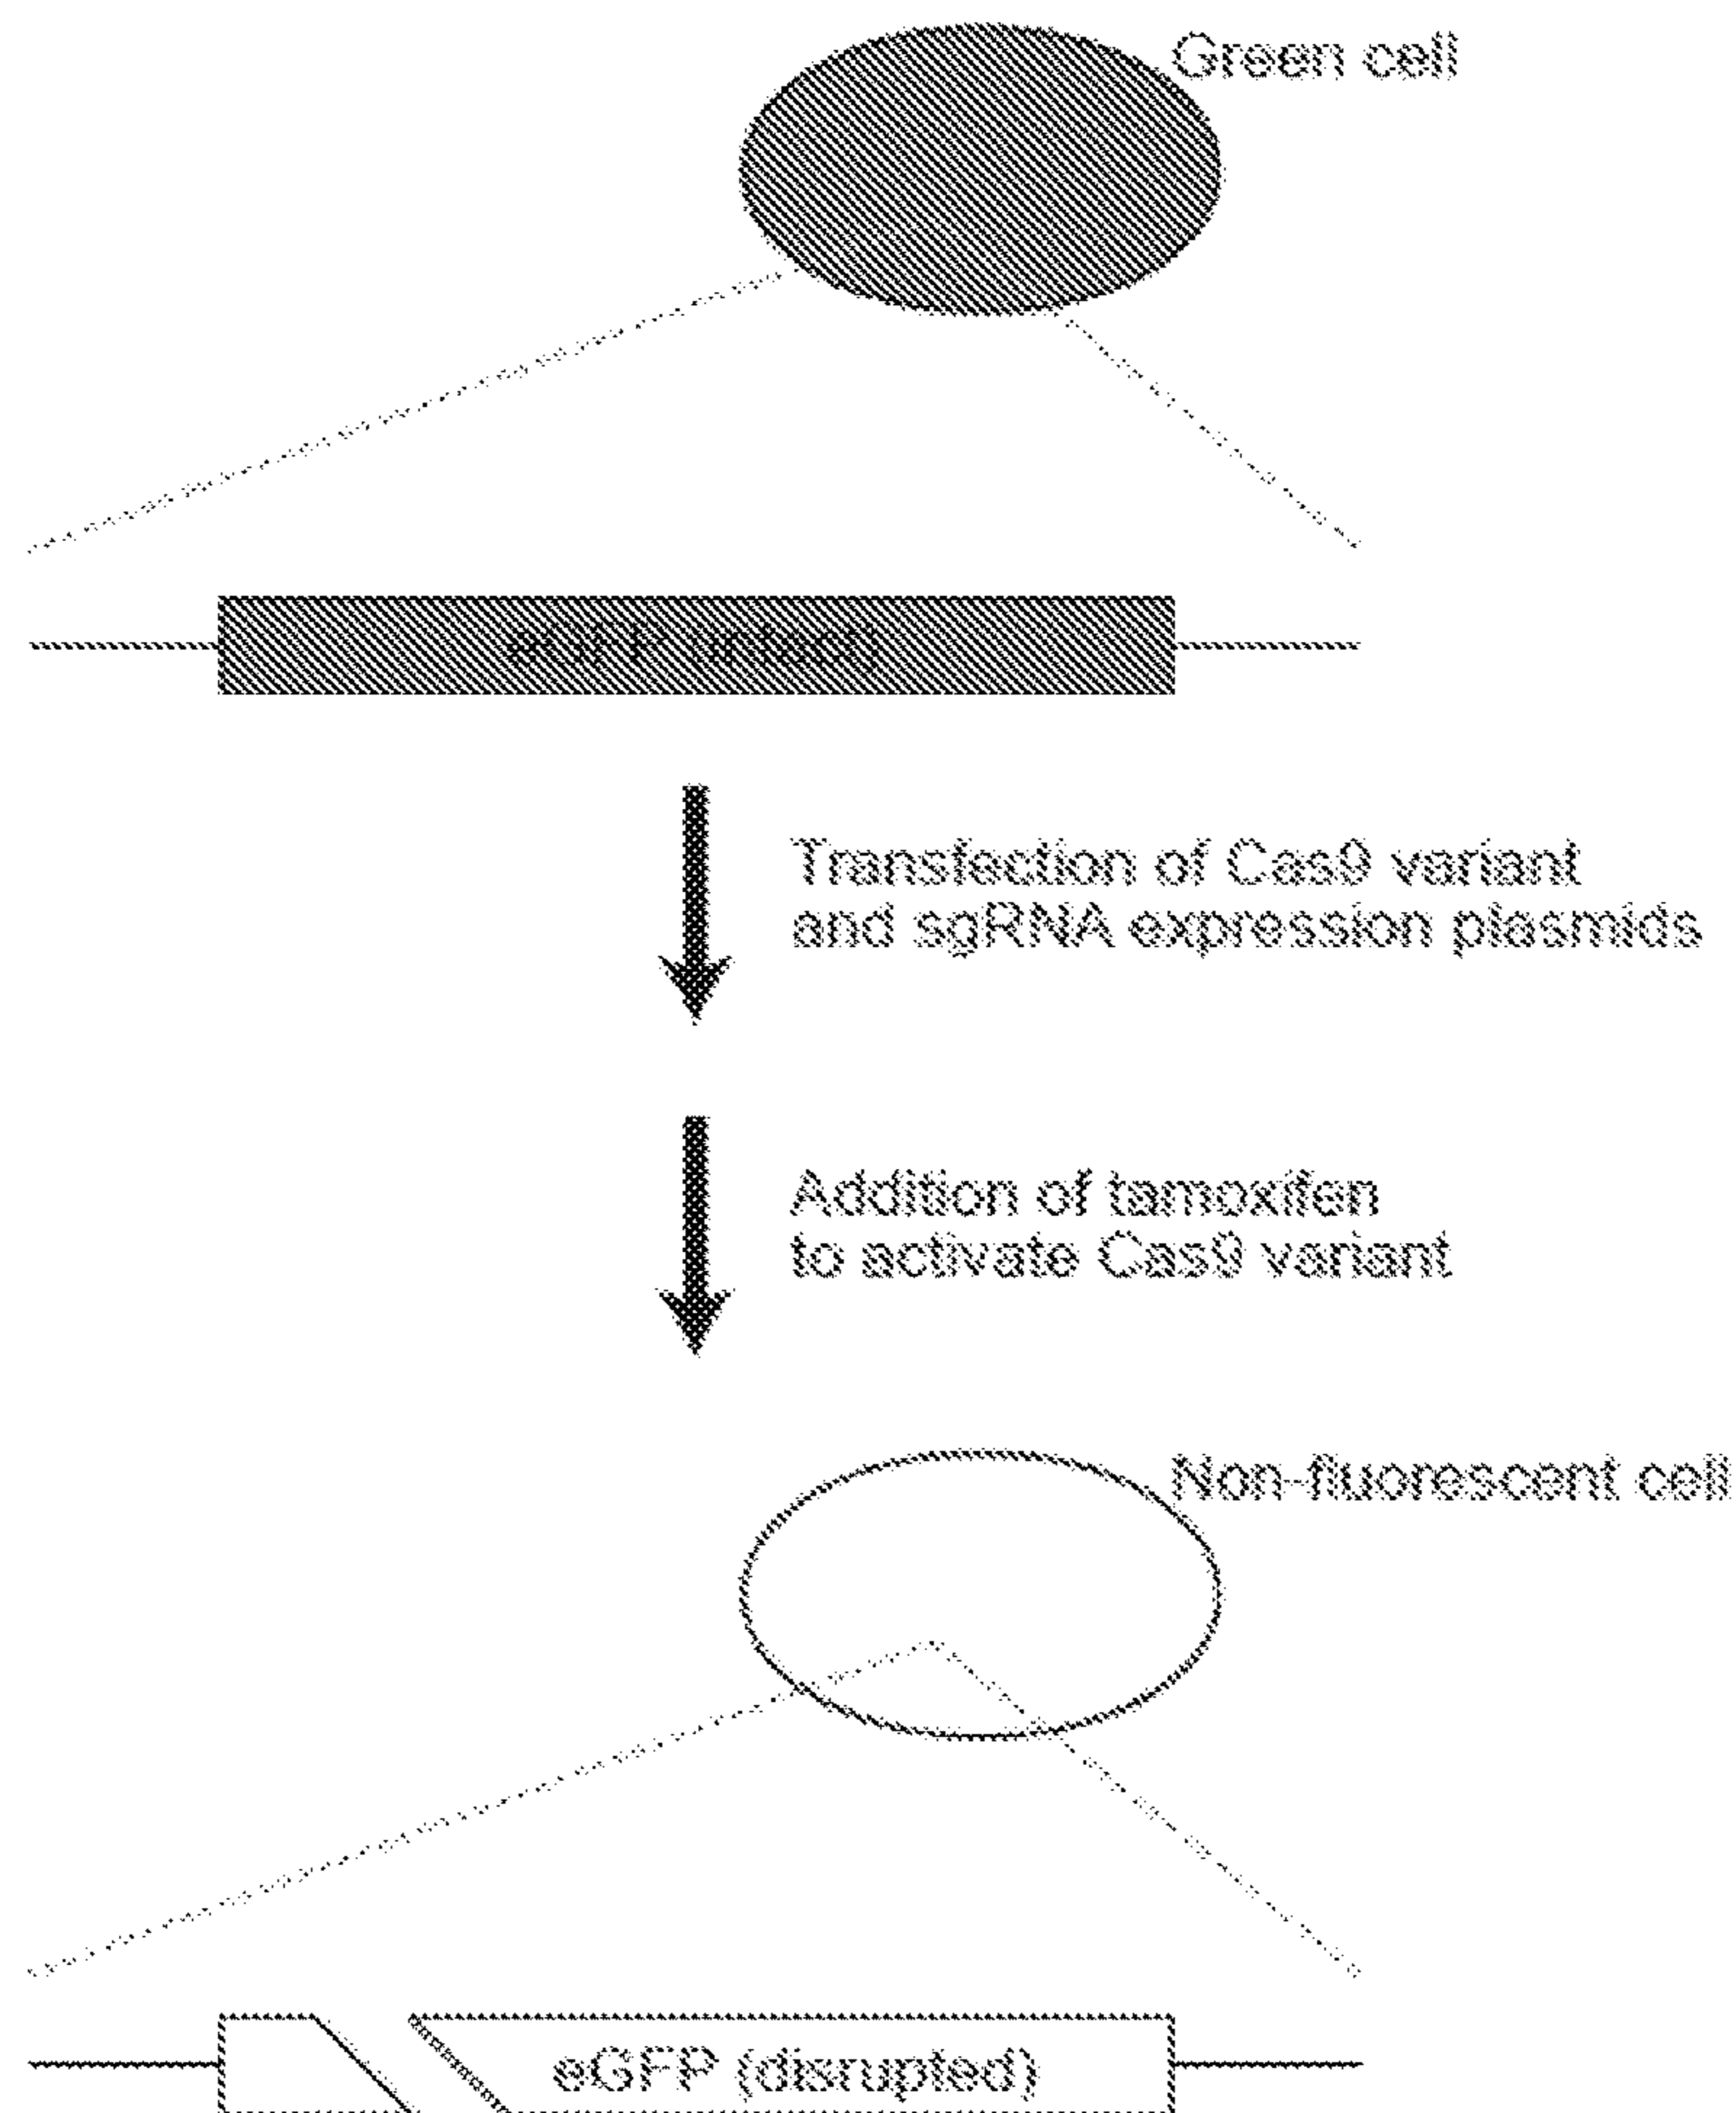 Green cell
eGFP (intact)
Transfection of Cas9 variant
and sgRNA expression plasmids
Addition of tamoxifen
to activate Cas9 variant
Non-fluorescent cell
eGFP (disrupted)